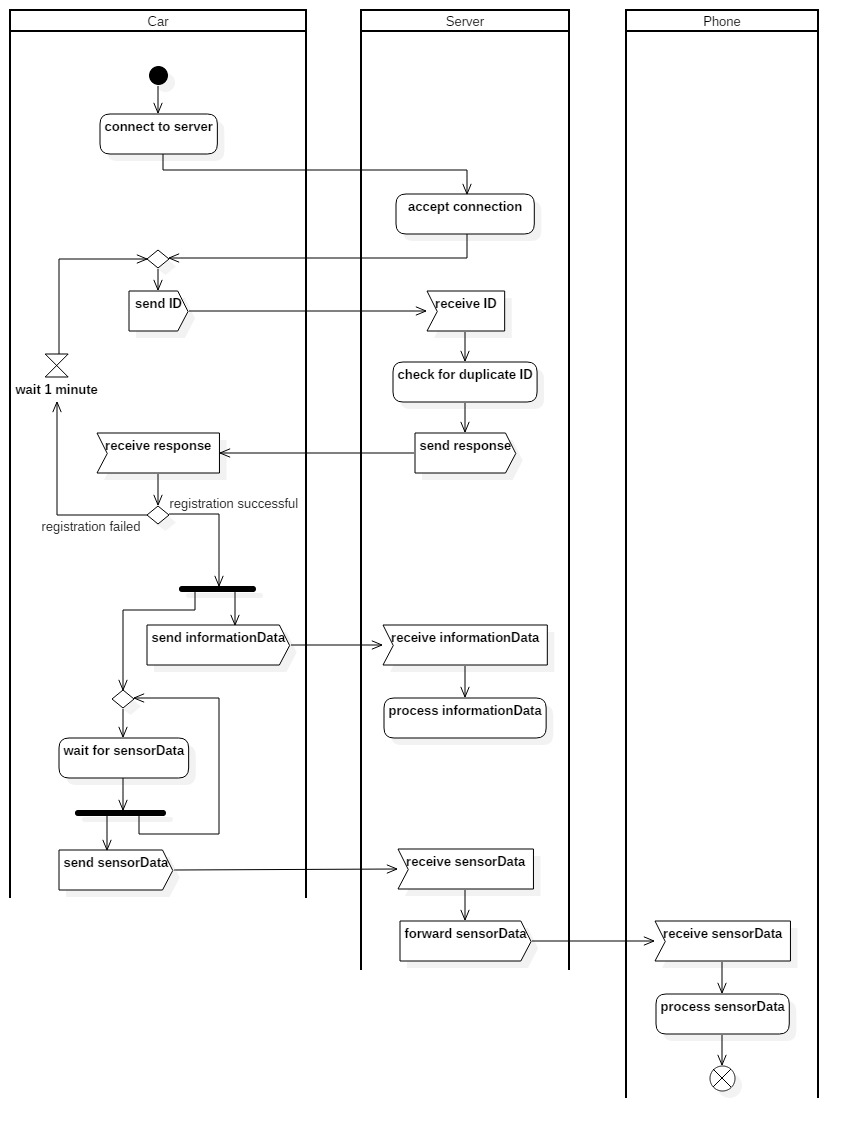 Car
Server
Phone
connect to server
accept connection
send ID
receive ID
wait 1 minute
check for duplicate ID
receive response
send response
registration successful
registration failed
send informationData
receive informationData
process informationData
wait for sensorData
send sensorData
receive sensorData
forward sensorData
receive sensorData
process sensorData